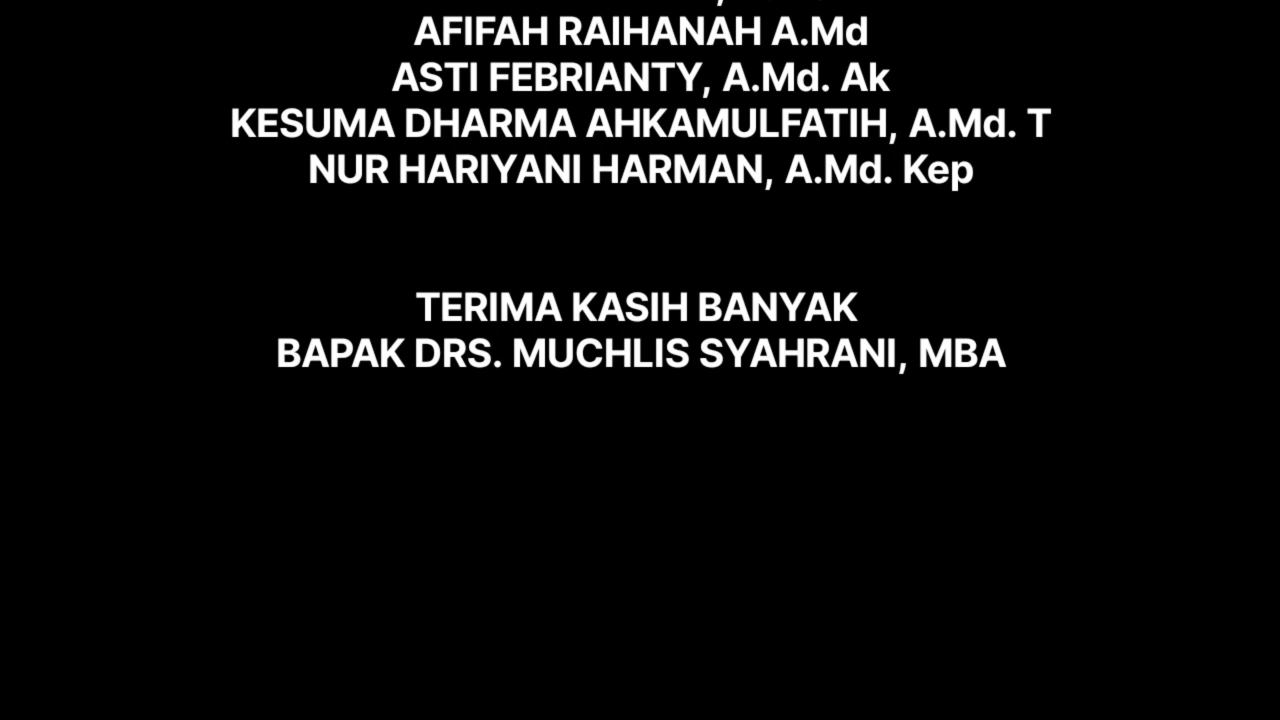 AFIFAH RAIHANAH A.Md
ASTI FEBRIANTY, A.Md. Ak
KESUMA DHARMA AHKAMULFATIH, A.Md. T
NUR HARIYANI HARMAN, A.Md. Kep
TERIMA KASIH BANYAK
BAPAK DRS. MUCHLIS SYAHRANI, MBA